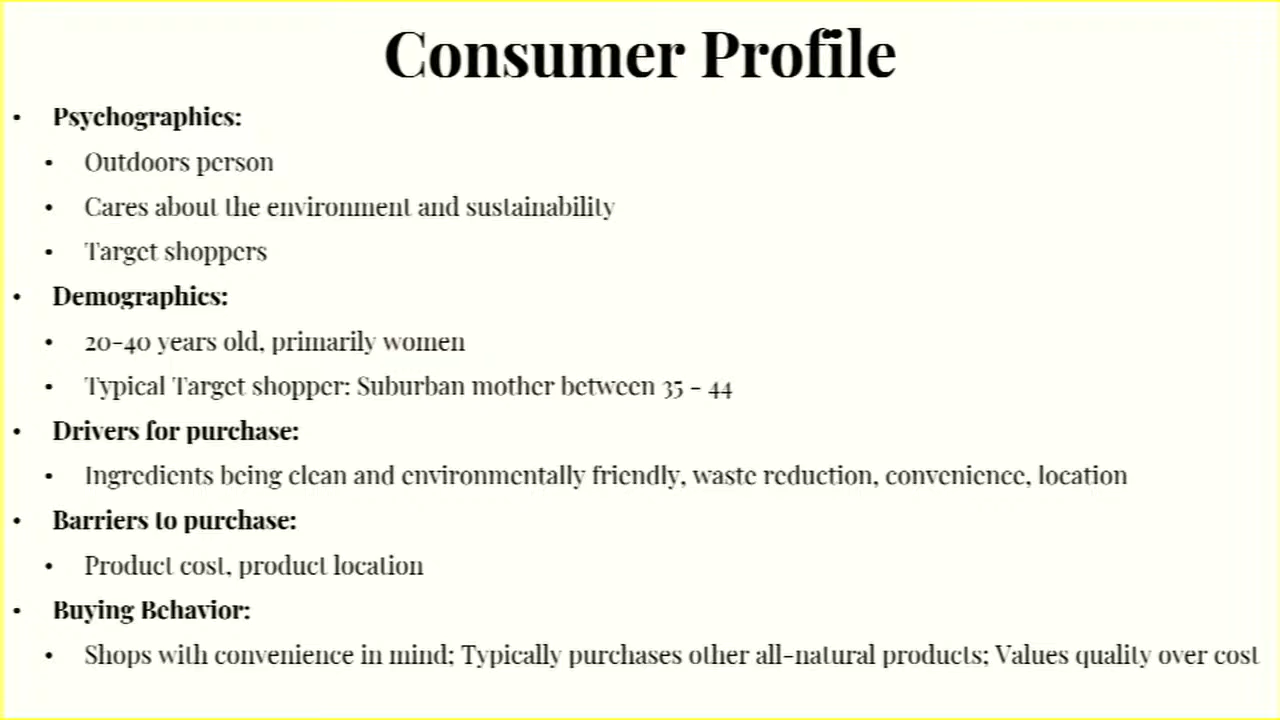 Consumer Profile
• Psychographics:
• Outdoors person
• Cares about the environment and sustainability
• Target shoppers
• Demographics:
• 20-40 years old, primarily women
• Typical Target shopper: Suburban mother between 35 - 44
• Drivers for purchase:
• Ingredients being clean and environmentally friendly, waste reduction, convenience, location
• Barriers to purchase:
• Product cost, product location
• Buying Behavior:
• Shops with convenience in mind; Typically purchases other all-natural products; Values quality over cost